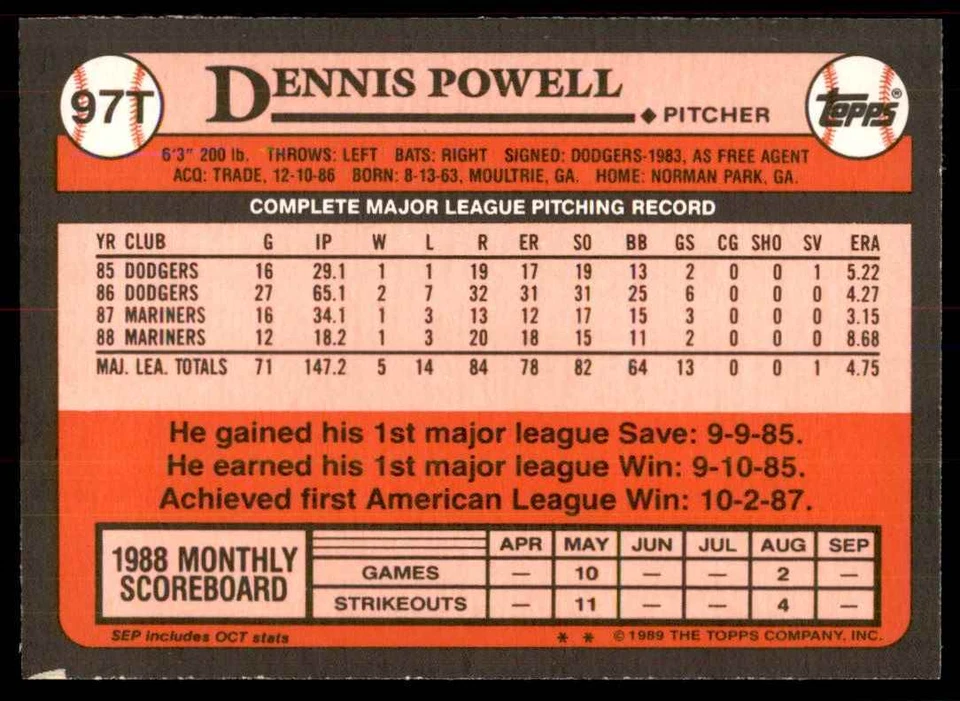 97T
DENNIS POWELL
◆ PITCHER
TOPPS®
6'3" 200 lb. THROWS: LEFT BATS: RIGHT SIGNED: DODGERS-1983, AS FREE AGENT
ACQ: TRADE, 12-10-86 BORN: 8-13-63, MOULTRIE, GA. HOME: NORMAN PARK, GA.
COMPLETE MAJOR LEAGUE PITCHING RECORD
YR CLUB G IP W L R ER SO BB GS CG SHO SV ERA
85 DODGERS 16 29.1 1 1 19 17 19 13 2 0 0 1 5.22
86 DODGERS 27 65.1 2 7 32 31 31 25 6 0 0 0 4.27
87 MARINERS 16 34.1 1 3 13 12 17 15 3 0 0 0 3.15
88 MARINERS 12 18.2 1 3 20 18 15 11 2 0 0 0 8.68
MAJ. LEA. TOTALS 71 147.2 5 14 84 78 82 64 13 0 0 1 4.75
He gained his 1st major league Save: 9-9-85.
He earned his 1st major league Win: 9-10-85.
Achieved first American League Win: 10-2-87.
1988 MONTHLY
SCOREBOARD
APR MAY JUN JUL AUG SEP
GAMES — 10 — — 2 —
STRIKEOUTS — 11 — — 4 —
SEP includes OCT stats
* * ©1989 THE TOPPS COMPANY, INC.